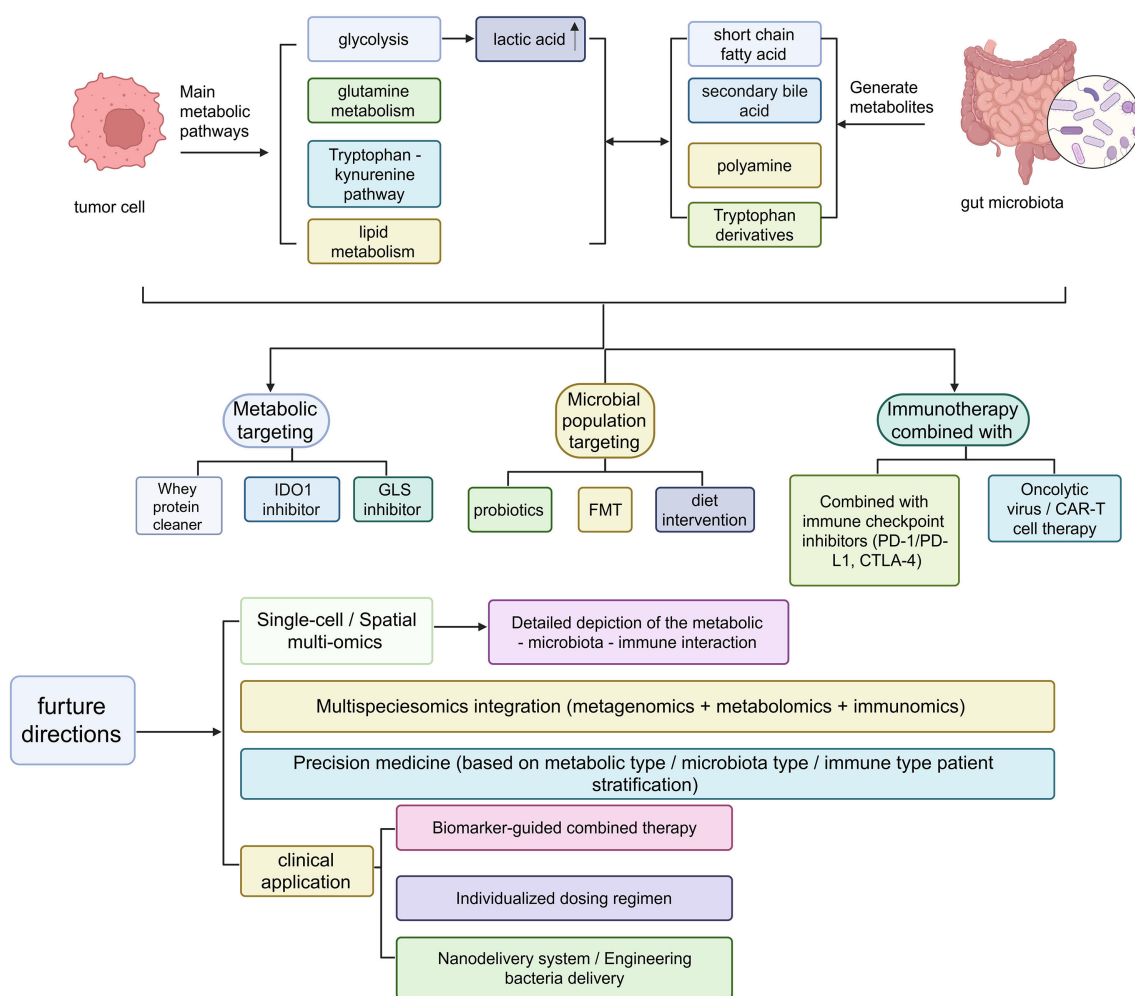 glycolysis
lactic acid
short chain
fatty acid
Main
metabolic
pathways
glutamine
metabolism
secondary bile
acid
Generate
metabolites
Tryptophan -
kynurenine
pathway
polyamine
tumor cell
gut microbiota
lipid
metabolism
Tryptophan
derivatives
Metabolic
targeting
Microbial
population
targeting
Immunotherapy
combined with
Whey
protein
cleaner
IDO1
inhibitor
GLS
inhibitor
probiotics
FMT
diet
intervention
Combined with
immune checkpoint
inhibitors (PD-1/PD-
L1, CTLA-4)
Oncolytic
virus / CAR-T
cell therapy
Single-cell / Spatial
multi-omics
Detailed depiction of the metabolic
- microbiota - immune interaction
furture
directions
Multispeciesomics integration (metagenomics + metabolomics + immunomics)
Precision medicine (based on metabolic type / microbiota type / immune type patient
stratification)
clinical
application
Biomarker-guided combined therapy
Individualized dosing regimen
Nanodelivery system / Engineering
bacteria delivery